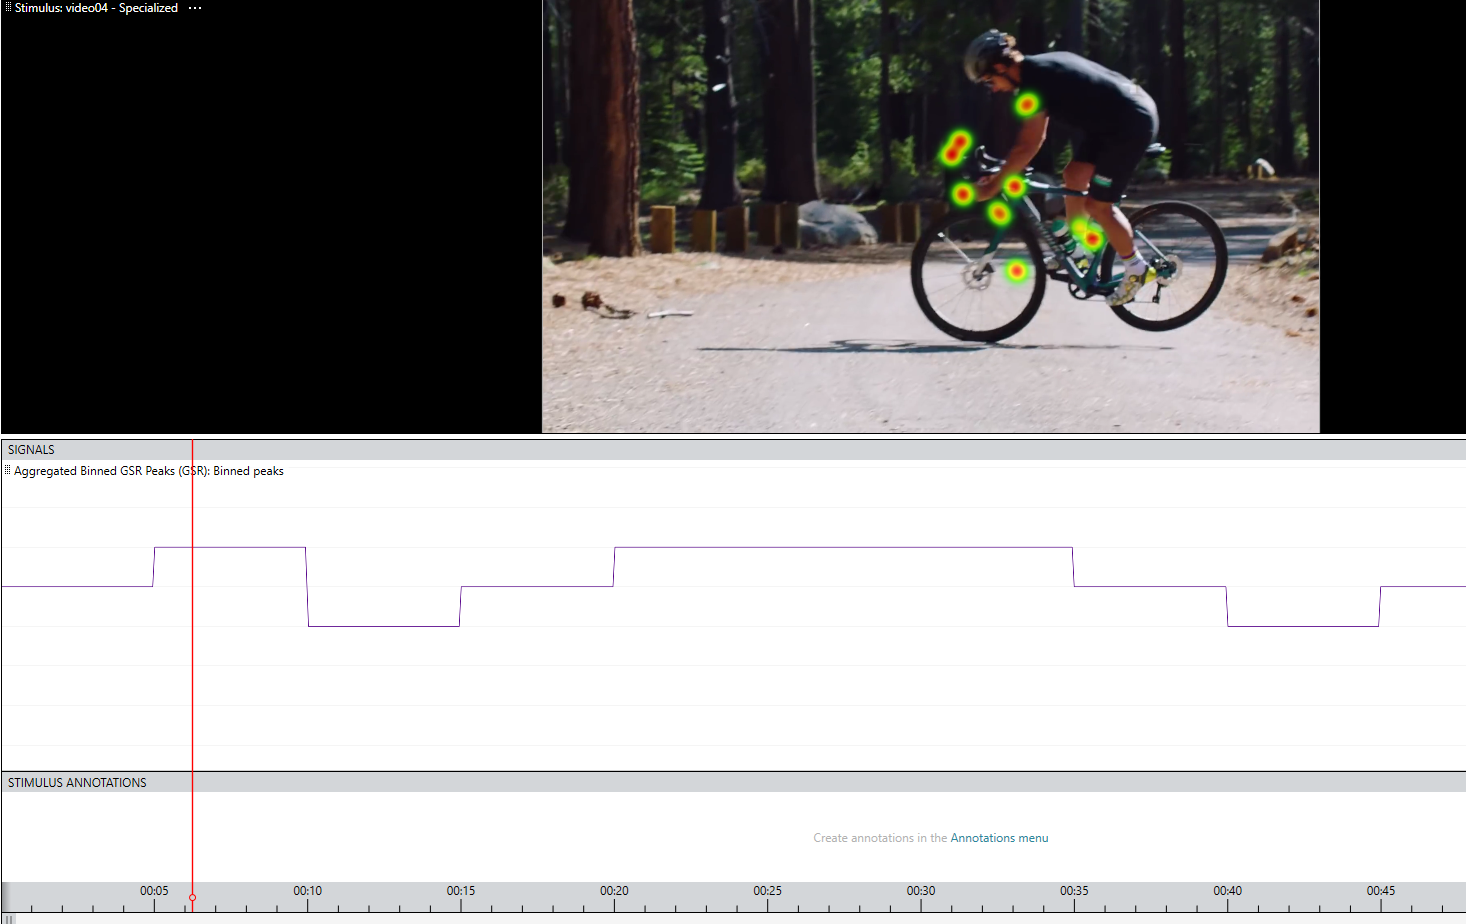 Stimulus: video04 - Specialized ...
SIGNALS
Aggregated Binned GSR Peaks (GSR): Binned peaks
STIMULUS ANNOTATIONS
Create annotations in the Annotations menu
00:05 00:10 00:15 00:20 00:25 00:30 00:35 00:40 00:45